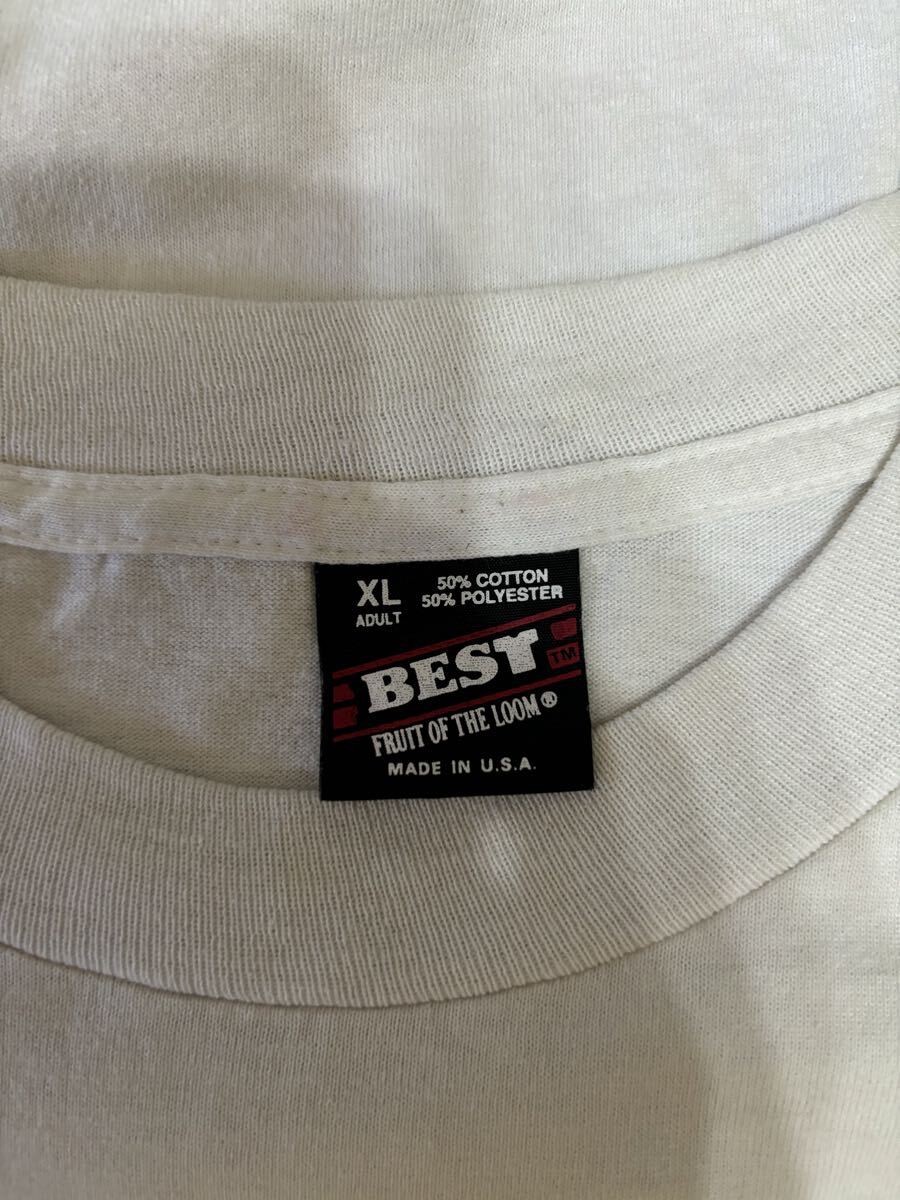 XL
ADULT
50% COTTON
50% POLYESTER
BEST
TM
FRUIT OF THE LOOM®
MADE IN U.S.A.